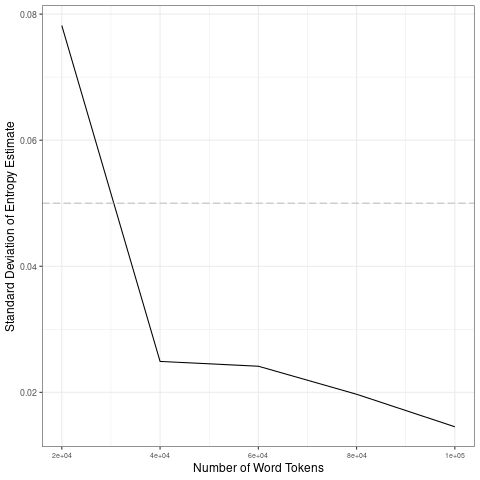 0.08
0.06
0.04
0.02
Standard Deviation of Entropy Estimate
2e+04 4e+04 6e+04 8e+04 1e+05
Number of Word Tokens